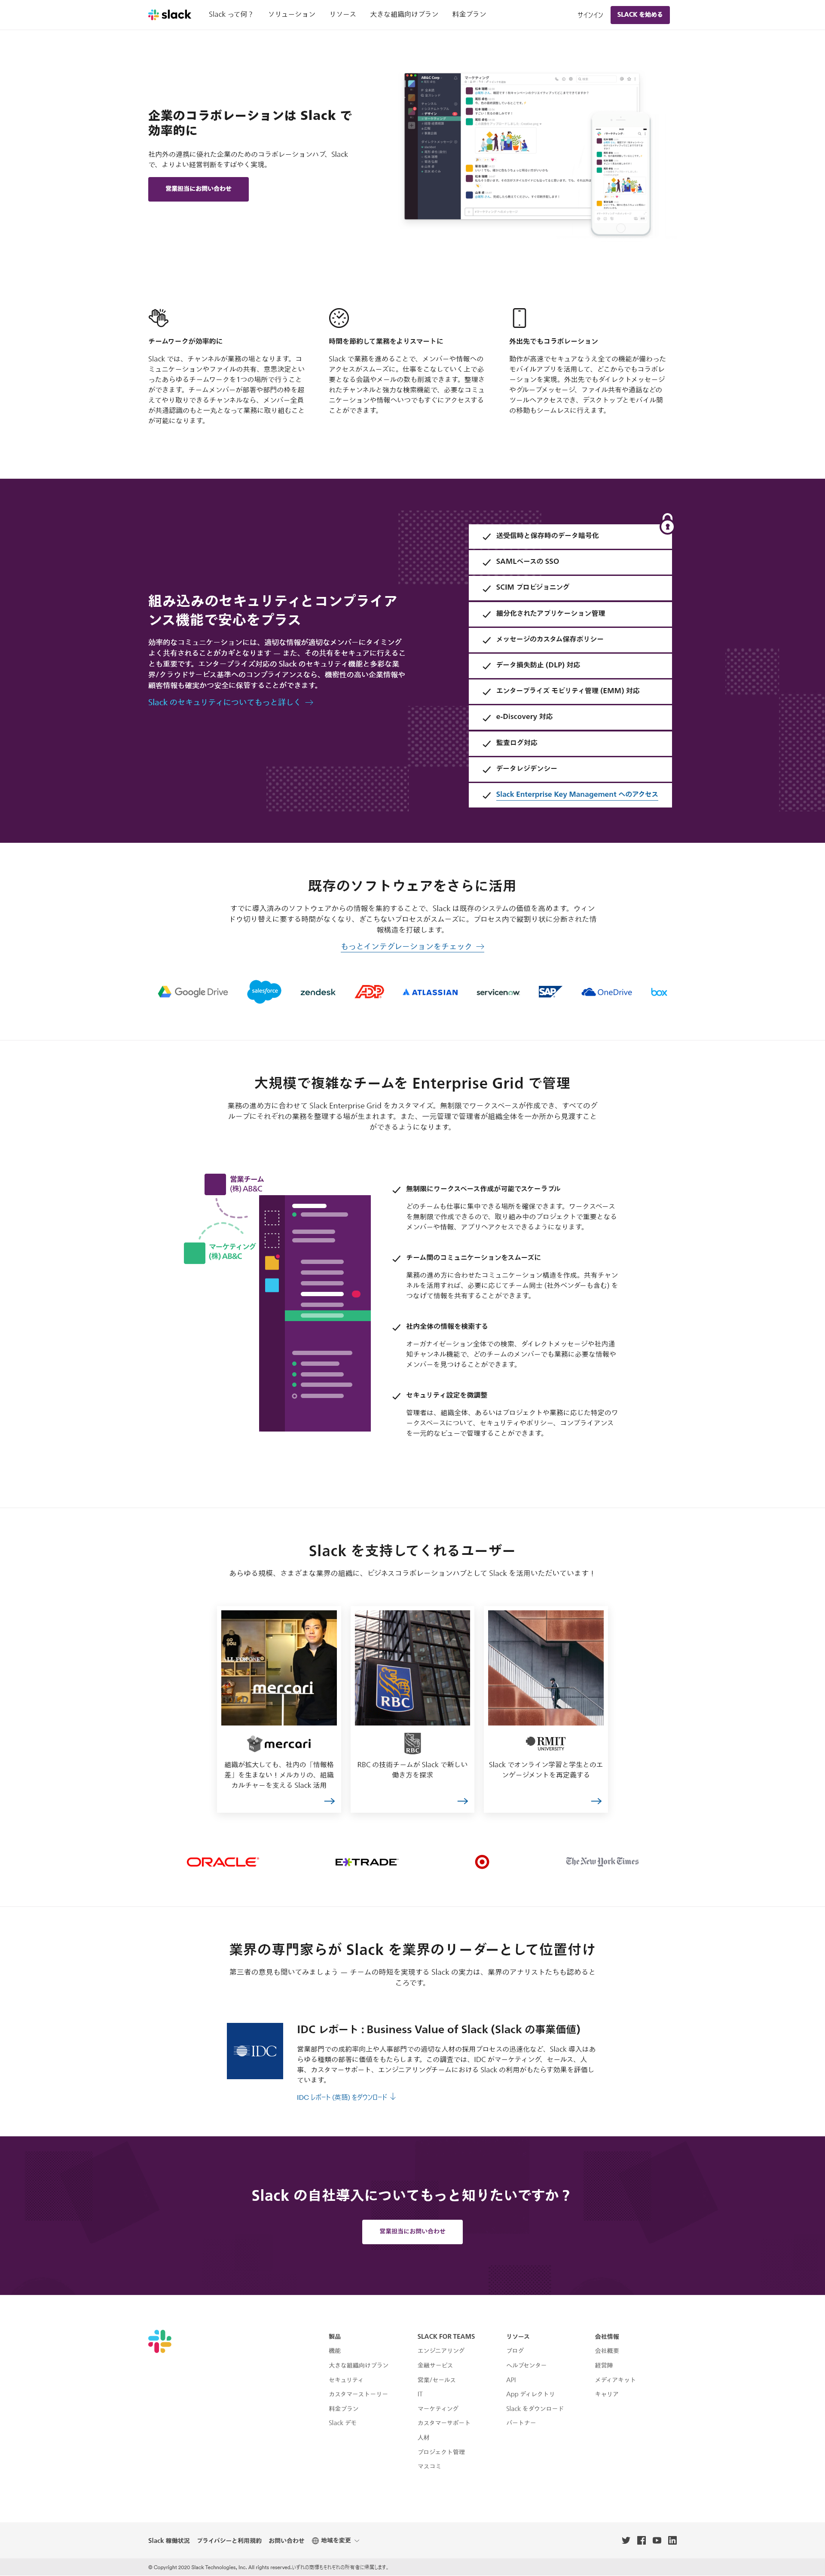 slack
Slack って何？ ソリューション リソース 大きな組織向けプラン 料金プラン サインイン SLACK を始める
企業のコラボレーションは Slack で
効率的に
社内外の連携に優れた企業のためのコラボレーションハブ、Slack
で、よりよい経営判断をすばやく実現。
営業担当にお問い合わせ
チームワークが効率的に
Slack では、チャンネルが業務の場となります。コ
ミュニケーションやファイルの共有、意思決定とい
ったあらゆるチームワークを1つの場所で行うこと
ができます。チームメンバーが部署や部門の枠を超
えてやり取りできるチャンネルなら、メンバー全員
が共通認識のもと一丸となって業務に取り組むこと
が可能になります。
時間を節約して業務をよりスマートに
Slack で業務を進めることで、メンバーや情報への
アクセスがスムーズに。仕事をこなしていく上で必
要となる会議やメールの数も削減できます。整理さ
れたチャンネルと強力な検索機能で、必要なコミュ
ニケーションや情報へいつでもすぐにアクセスする
ことができます。
外出先でもコラボレーション
動作が高速でセキュアなうえ全ての機能が備わった
モバイルアプリを活用して、どこからでもコラボレ
ーションを実現。外出先でもダイレクトメッセージ
やグループメッセージ、ファイル共有や通話などの
ツールへアクセスでき、デスクトップとモバイル間
の移動もシームレスに行えます。
組み込みのセキュリティとコンプライア
ンス機能で安心をプラス
効率的なコミュニケーションには、適切な情報が適切なメンバーにタイミング
よく共有されることがカギとなります — また、その共有をセキュアに行えるこ
とも重要です。エンタープライズ対応の Slack のセキュリティ機能と多彩な業
界/クラウドサービス基準へのコンプライアンスなら、機密性の高い企業情報や
顧客情報も確実かつ安全に保管することができます。
Slack のセキュリティについてもっと詳しく →
送受信時と保存時のデータ暗号化
SAMLベースの SSO
SCIM プロビジョニング
細分化されたアプリケーション管理
メッセージのカスタム保存ポリシー
データ損失防止 (DLP) 対応
エンタープライズ モビリティ管理 (EMM) 対応
e-Discovery 対応
監査ログ対応
データレジデンシー
Slack Enterprise Key Management へのアクセス
既存のソフトウェアをさらに活用
すでに導入済みのソフトウェアからの情報を集約することで、Slack は既存のシステムの価値を高めます。ウィン
ドウ切り替えに要する時間がなくなり、ぎこちないプロセスがスムーズに。プロセス内で縦割り状に分断された情
報構造を打破します。
もっとインテグレーションをチェック →
Google Drive salesforce zendesk ADP ATLASSIAN servicenow SAP OneDrive box
大規模で複雑なチームを Enterprise Grid で管理
業務の進め方に合わせて Slack Enterprise Grid をカスタマイズ。無制限でワークスペースが作成でき、すべてのグ
ループにそれぞれの業務を整理する場が生まれます。また、一元管理で管理者が組織全体を一か所から見渡すこと
ができるようになります。
営業チーム
(株) AB&C
マーケティング
(株) AB&C
無制限にワークスペース作成が可能でスケーラブル
どのチームも仕事に集中できる場所を確保できます。ワークスペース
を無制限で作成できるので、取り組み中のプロジェクトで重要となる
メンバーや情報、アプリへアクセスできるようになります。
チーム間のコミュニケーションをスムーズに
業務の進め方に合わせたコミュニケーション構造を作成。共有チャン
ネルを活用すれば、必要に応じてチーム同士 (社外ベンダーも含む) を
つなげて情報を共有することができます。
社内全体の情報を検索する
オーガナイゼーション全体での検索、ダイレクトメッセージや社内通
知チャンネル機能で、どのチームのメンバーでも業務に必要な情報や
メンバーを見つけることができます。
セキュリティ設定を微調整
管理者は、組織全体、あるいはプロジェクトや業務に応じた特定のワ
ークスペースについて、セキュリティやポリシー、コンプライアンス
を一元的なビューで管理することができます。
Slack を支持してくれるユーザー
あらゆる規模、さまざまな業界の組織に、ビジネスコラボレーションハブとして Slack を活用いただいています！
mercari
RBC
mercari
組織が拡大しても、社内の「情報格
差」を生まない！メルカリの、組織
カルチャーを支える Slack 活用
RBC
RBC の技術チームが Slack で新しい
働き方を探求
RMIT
UNIVERSITY
Slack でオンライン学習と学生とのエ
ンゲージメントを再定義する
ORACLE E*TRADE The New York Times
業界の専門家らが Slack を業界のリーダーとして位置付け
第三者の意見も聞いてみましょう — チームの時短を実現する Slack の実力は、業界のアナリストたちも認めると
ころです。
IDC
IDC レポート : Business Value of Slack (Slack の事業価値)
営業部門での成約率向上や人事部門での適切な人材の採用プロセスの迅速化など、Slack 導入はあ
らゆる種類の部署に価値をもたらします。この調査では、IDC がマーケティング、セールス、人
事、カスタマーサポート、エンジニアリングチームにおける Slack の利用がもたらす効果を評価し
ています。
IDC レポート (英語) をダウンロード ↓
Slack の自社導入についてもっと知りたいですか？
営業担当にお問い合わせ
製品
機能
大きな組織向けプラン
セキュリティ
カスタマーストーリー
料金プラン
Slack デモ
SLACK FOR TEAMS
エンジニアリング
金融サービス
営業/セールス
IT
マーケティング
カスタマーサポート
人材
プロジェクト管理
マスコミ
リソース
ブログ
ヘルプセンター
API
App ディレクトリ
Slack をダウンロード
パートナー
会社情報
会社概要
経営陣
メディアキット
キャリア
Slack 稼働状況 プライバシーと利用規約 お問い合わせ 地域を変更
© Copyright 2020 Slack Technologies, Inc. All rights reserved.いずれの商標もそれぞれの所有者に帰属します。